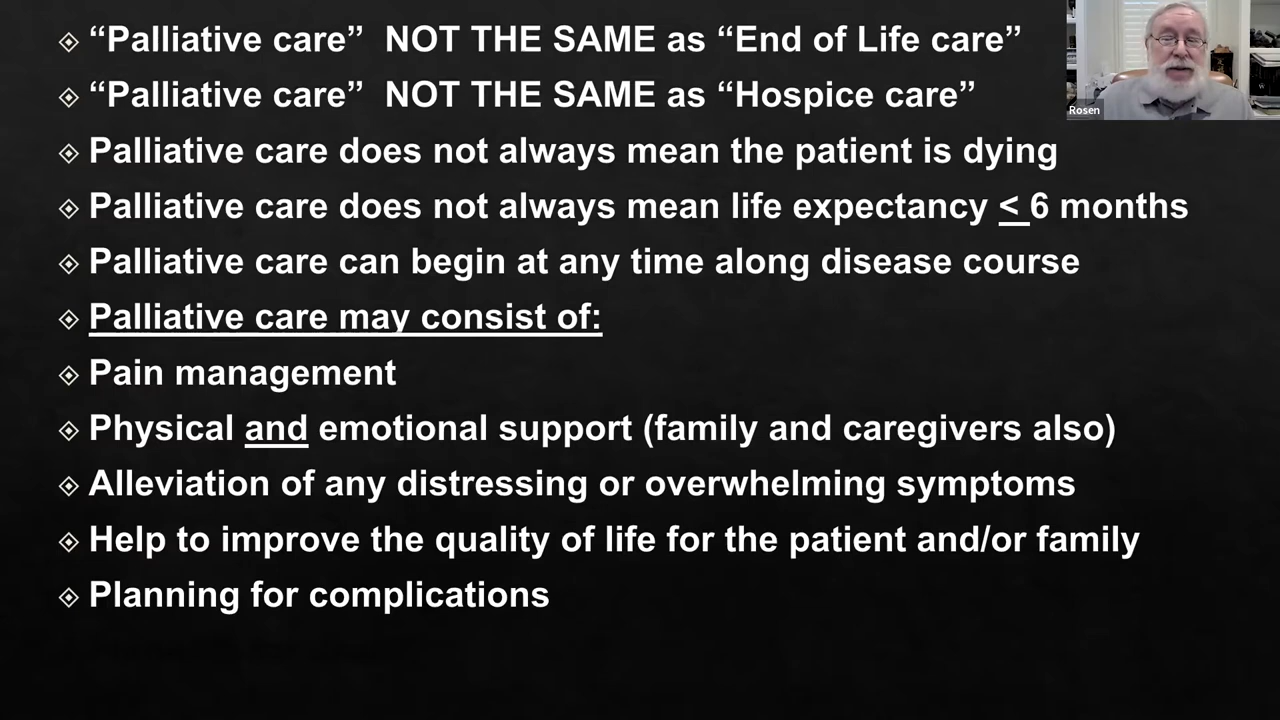 “Palliative care”  NOT THE SAME as “End of Life care”
“Palliative care”  NOT THE SAME as “Hospice care”
Rosen
Palliative care does not always mean the patient is dying
Palliative care does not always mean life expectancy < 6 months
Palliative care can begin at any time along disease course
Palliative care may consist of:
Pain management
Physical and emotional support (family and caregivers also)
Alleviation of any distressing or overwhelming symptoms
Help to improve the quality of life for the patient and/or family
Planning for complications